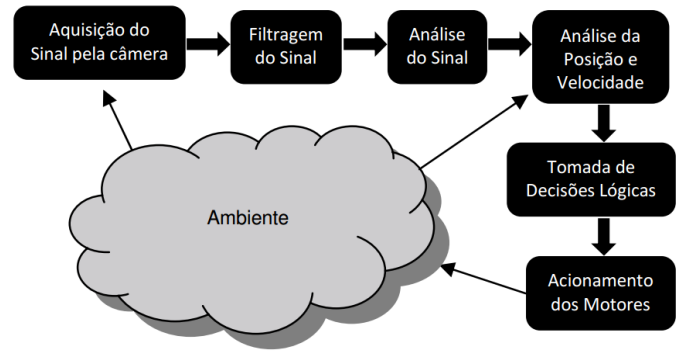 Aquisição do
Sinal pela câmera
Filtragem
do Sinal
Análise
do Sinal
Análise da
Posição e
Velocidade
Tomada de
Decisões Lógicas
Ambiente
Acionamento
dos Motores